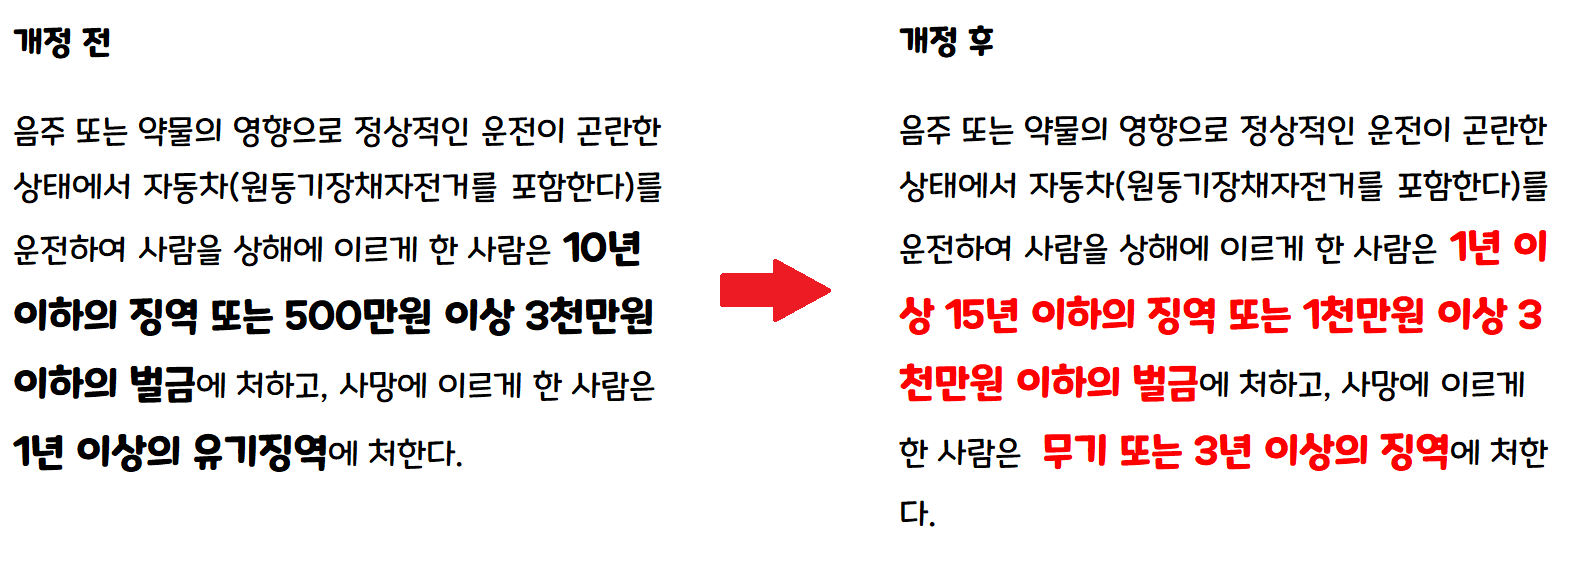 개정 전
음주 또는 약물의 영향으로 정상적인 운전이 곤란한
상태에서 자동차(원동기장채자전거를 포함한다)를
운전하여 사람을 상해에 이르게 한 사람은 10년
이하의 징역 또는 500만원 이상 3천만원
이하의 벌금에 처하고, 사망에 이르게 한 사람은
1년 이상의 유기징역에 처한다.
개정 후
음주 또는 약물의 영향으로 정상적인 운전이 곤란한
상태에서 자동차(원동기장채자전거를 포함한다)를
운전하여 사람을 상해에 이르게 한 사람은 1년 이
상 15년 이하의 징역 또는 1천만원 이상 3
천만원 이하의 벌금에 처하고, 사망에 이르게
한 사람은 무기 또는 3년 이상의 징역에 처한
다.